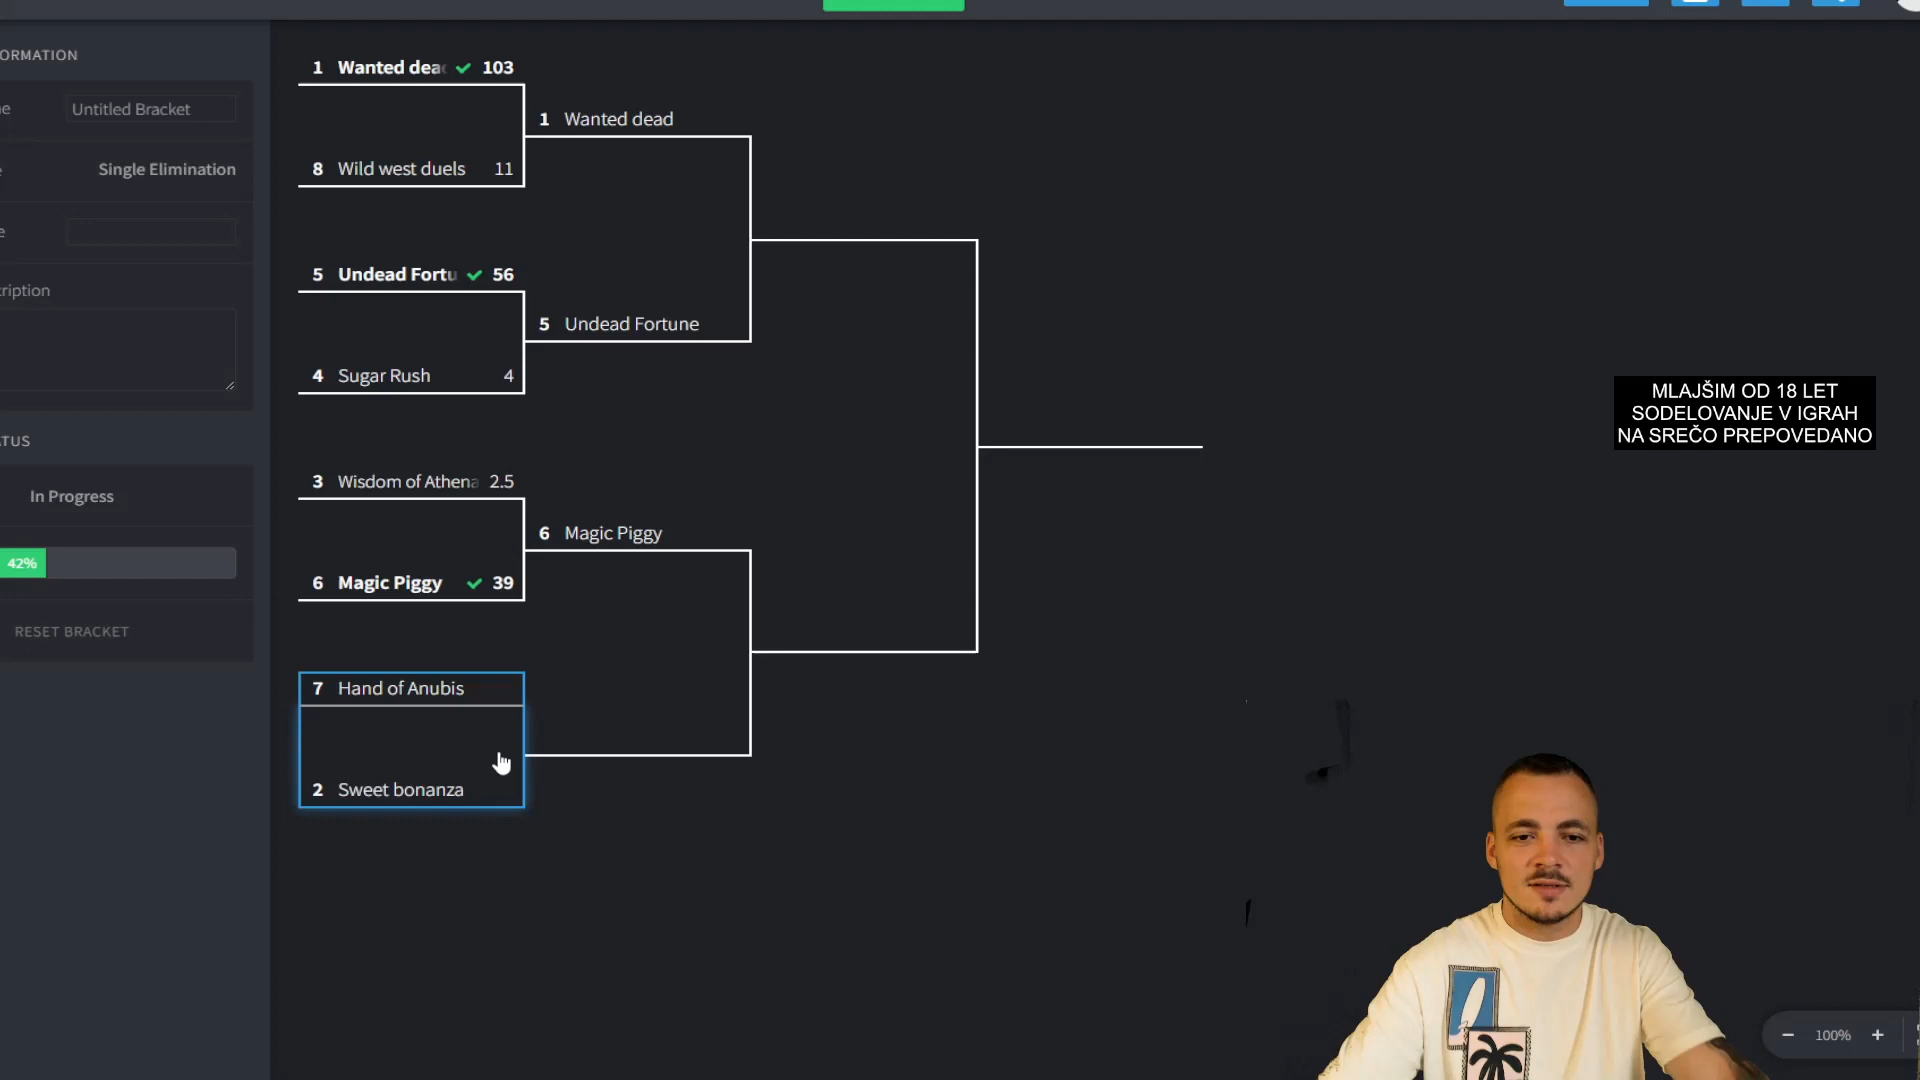 ORMATION
Untitled Bracket
Single Elimination
ription
In Progress
42%
RESET BRACKET
1 Wanted dea 103
8 Wild west duels 11
1 Wanted dead
5 Undead Fortu 56
4 Sugar Rush 4
5 Undead Fortune
3 Wisdom of Athena 2.5
6 Magic Piggy 39
6 Magic Piggy
7 Hand of Anubis
2 Sweet bonanza
MLAJŠIM OD 18 LET
SODELOVANJE V IGRAH
NA SREČO PREPOVEDANO
100%